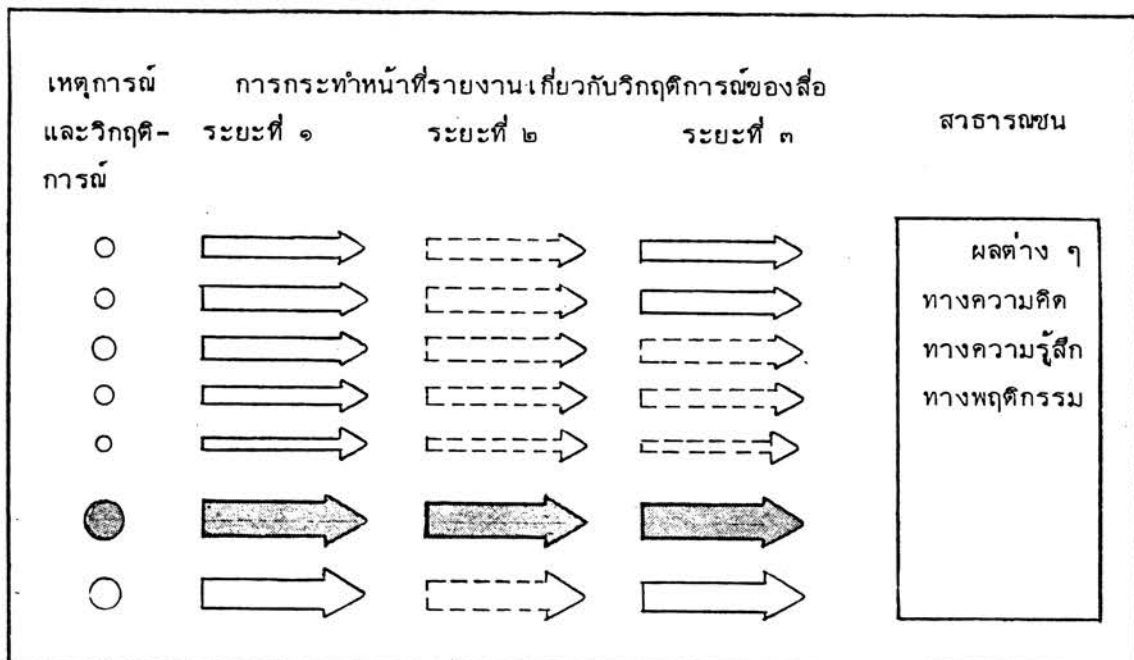 เหตุการณ์
และวิกฤติ-
การณ์
การกระทำหน้าที่รายงานเกี่ยวกับวิกฤติการณ์ของสื่อ
ระยะที่ ๑
ระยะที่ ๒
ระยะที่ ๓
สาธารณชน
ผลต่าง ๆ
ทางความคิด
ทางความรู้สึก
ทางพฤติกรรม